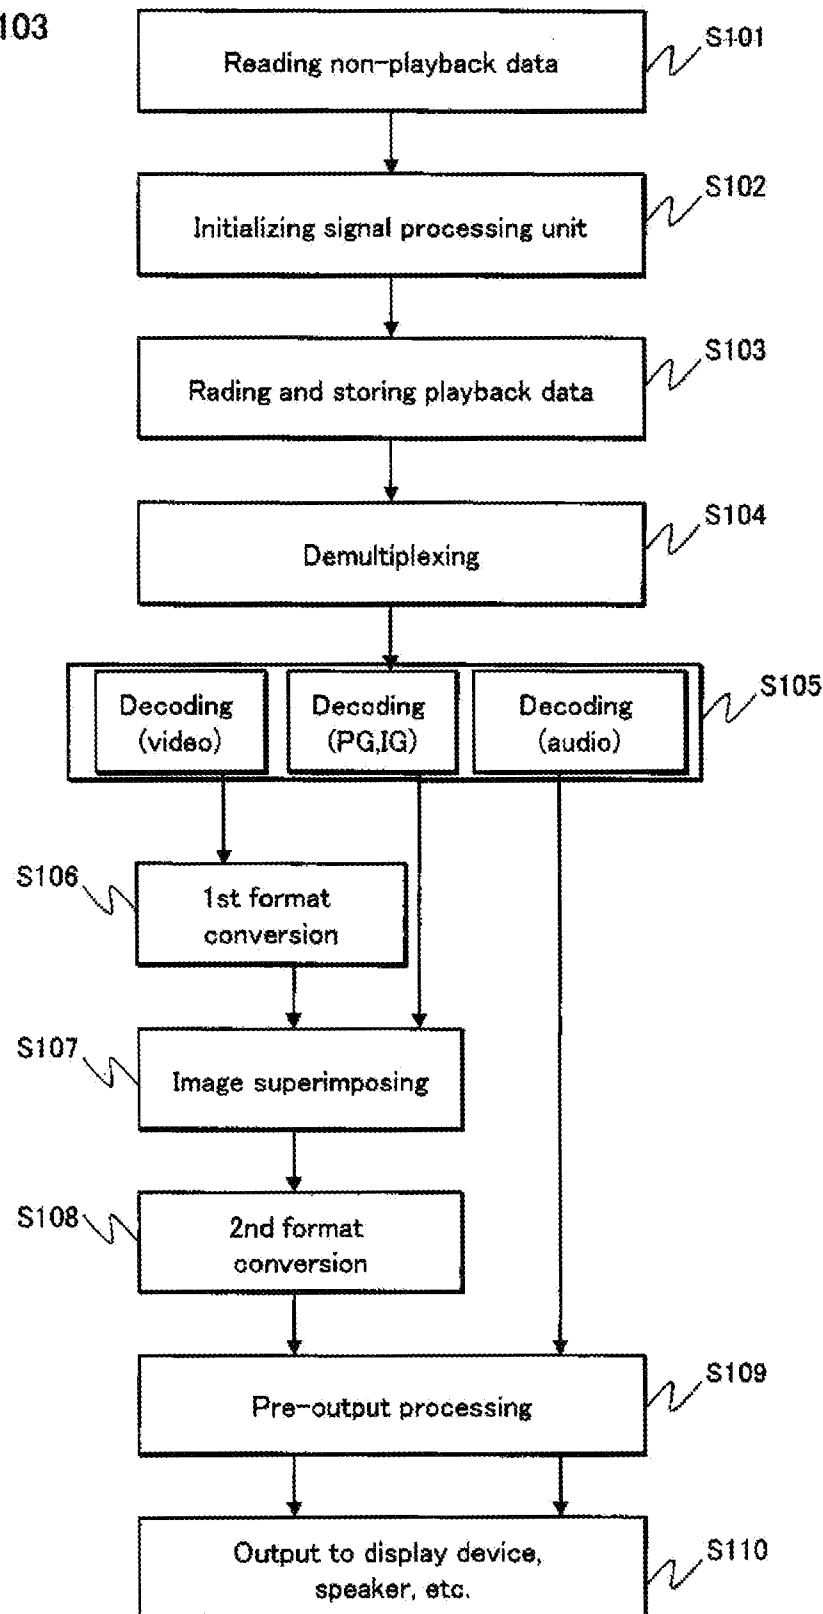 103
Reading non-playback data
S101
Initializing signal processing unit
S102
Rading and storing playback data
S103
Demultiplexing
S104
Decoding
(video)
Decoding
(PG,IG)
Decoding
(audio)
S105
S106
1st format
conversion
S107
Image superimposing
S108
2nd format
conversion
Pre-output processing
S109
Output to display device,
speaker, etc.
S110